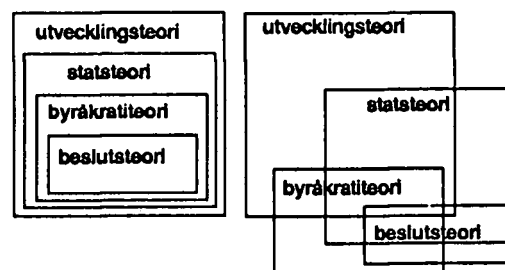 utvecklingsteori
statsteori
byråkratiteori
beslutsteori
utvecklingsteori
statsteori
byråkratiteori
beslutsteori